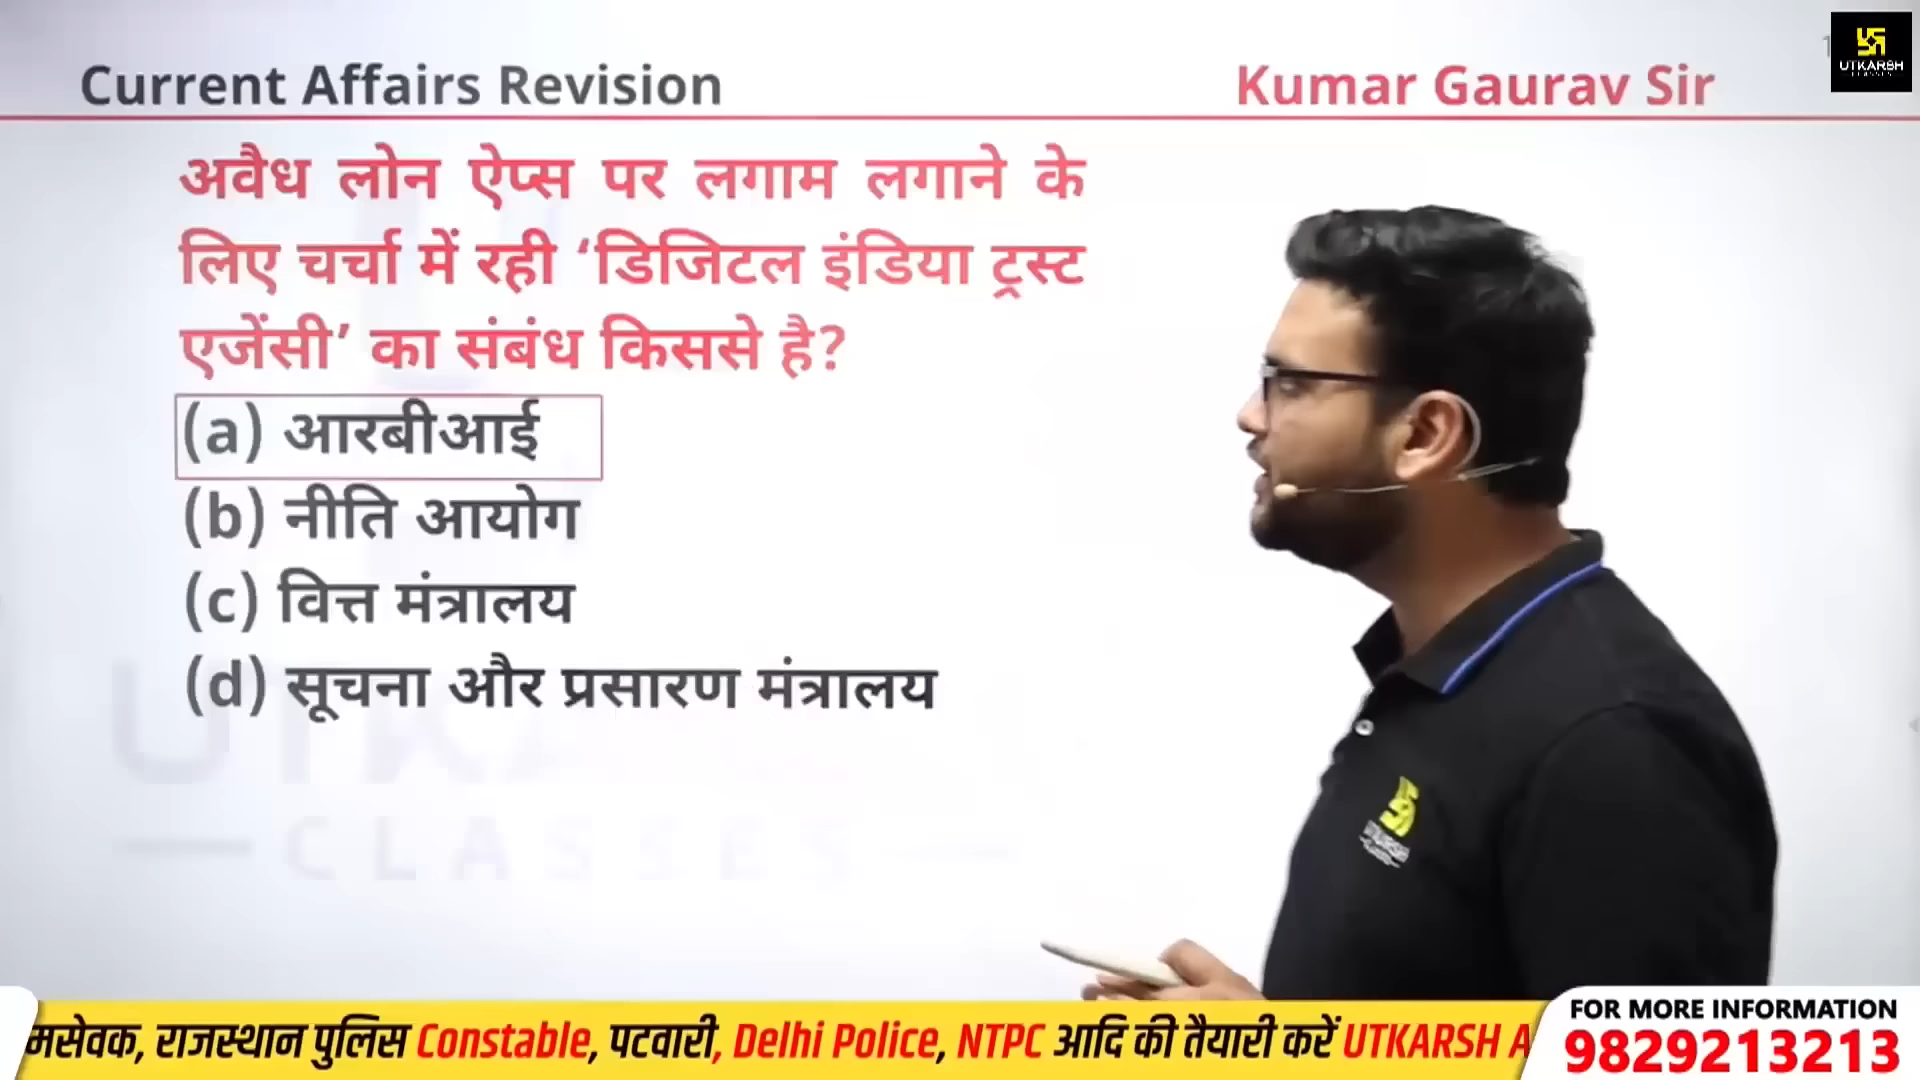 Current Affairs Revision
Kumar Gaurav Sir
UTKARSH
CLASSES
अवैध लोन ऐप्स पर लगाम लगाने के
लिए चर्चा में रही ‘डिजिटल इंडिया ट्रस्ट
एजेंसी’ का संबंध किससे है?
(a) आरबीआई
(b) नीति आयोग
(c) वित्त मंत्रालय
(d) सूचना और प्रसारण मंत्रालय
CLASSES
UTKARSH
मसेवक, राजस्थान पुलिस Constable, पटवारी, Delhi Police, NTPC आदि की तैयारी करें UTKARSH A
FOR MORE INFORMATION
9829213213